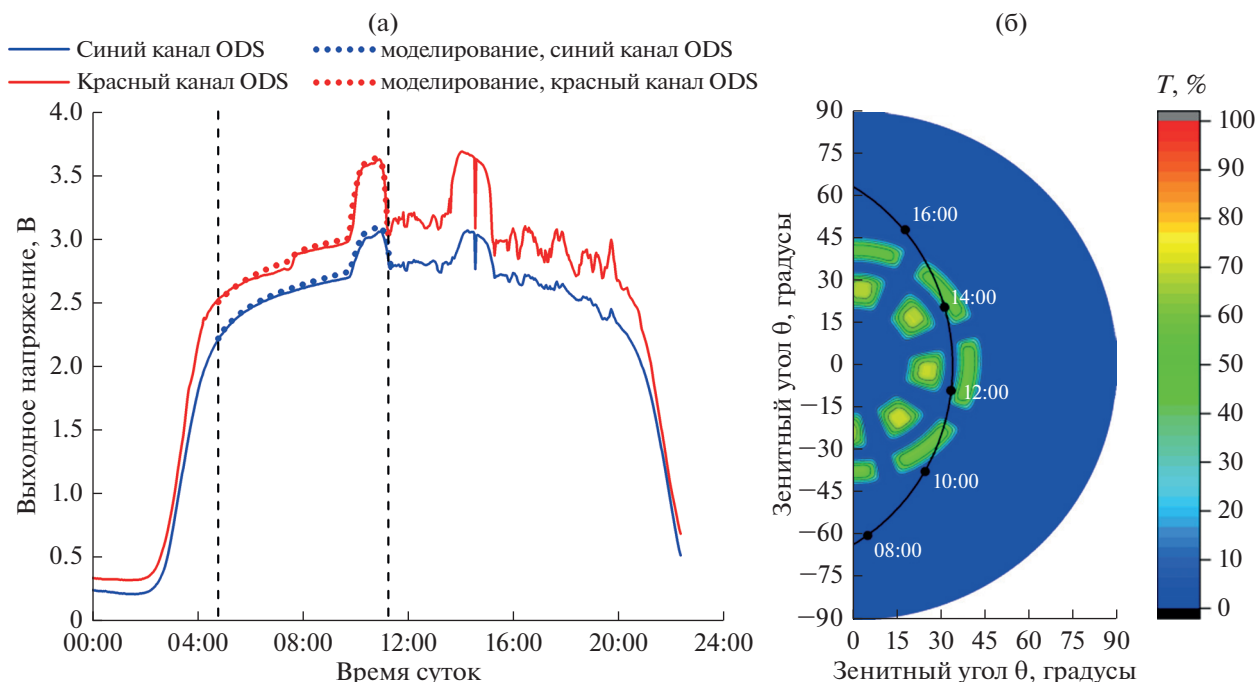 (а)
Синий канал ODS
моделирование, синий канал ODS
Красный канал ODS
моделирование, красный канал ODS
Выходное напряжение, В
4.0
3.5
3.0
2.5
2.0
1.5
1.0
0.5
0
00:00 04:00 08:00 12:00 16:00 20:00 24:00
Время суток
(б)
Зенитный угол θ, градусы
90
75
60
45
30
15
0
−15
−30
−45
−60
−75
−90
16:00
14:00
12:00
10:00
08:00
0 15 30 45 60 75 90
Зенитный угол θ, градусы
T, %
100
90
80
70
60
50
40
30
20
10
0